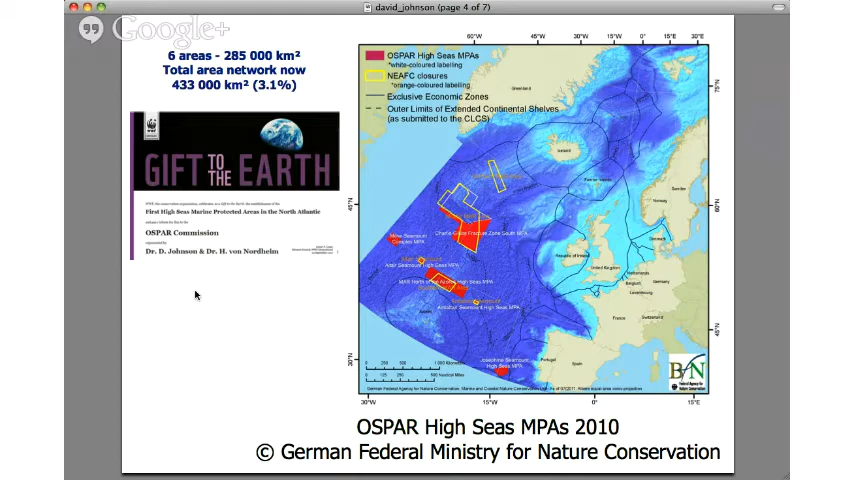 david_johnson (page 4 of 7)
Google+
6 areas - 285 000 km²
Total area network now
433 000 km² (3.1%)
WWF
GIFT TO THE EARTH
First High Seas Marine Protected Areas in the North Atlantic
OSPAR Commission
represented by
Dr. D. Johnson & Dr. H. von Nordheim
60°W 45°W 30°W 15°W 0° 15°E
OSPAR High Seas MPAs
*white-coloured labelling
NEAFC closures
*orange-coloured labelling
Exclusive Economic Zones
Outer Limits of Extended Continental Shelves
(as submitted to the CLCS)
75°N
Greenland
Iceland
Faroe Islands
Sweden
Norway
60°N
45°N
Milne Seamount
Complex MPA
Charlie Gibbs Fracture Zone South MPA
Denmark
Republic of Ireland
United Kingdom
Netherlands
Belgium
Germany
Luxembourg
Altair Seamount High Seas MPA
MAR North of the Azores High Seas MPA
Antialtair Seamount High Seas MPA
Azores
France
Switzerland
45°N
30°N
Josephine Seamount
High Seas MPA
Portugal
Spain
BfN
Federal Agency for
Nature Conservation
30°W 15°W 0° 15°E
OSPAR High Seas MPAs 2010
© German Federal Ministry for Nature Conservation